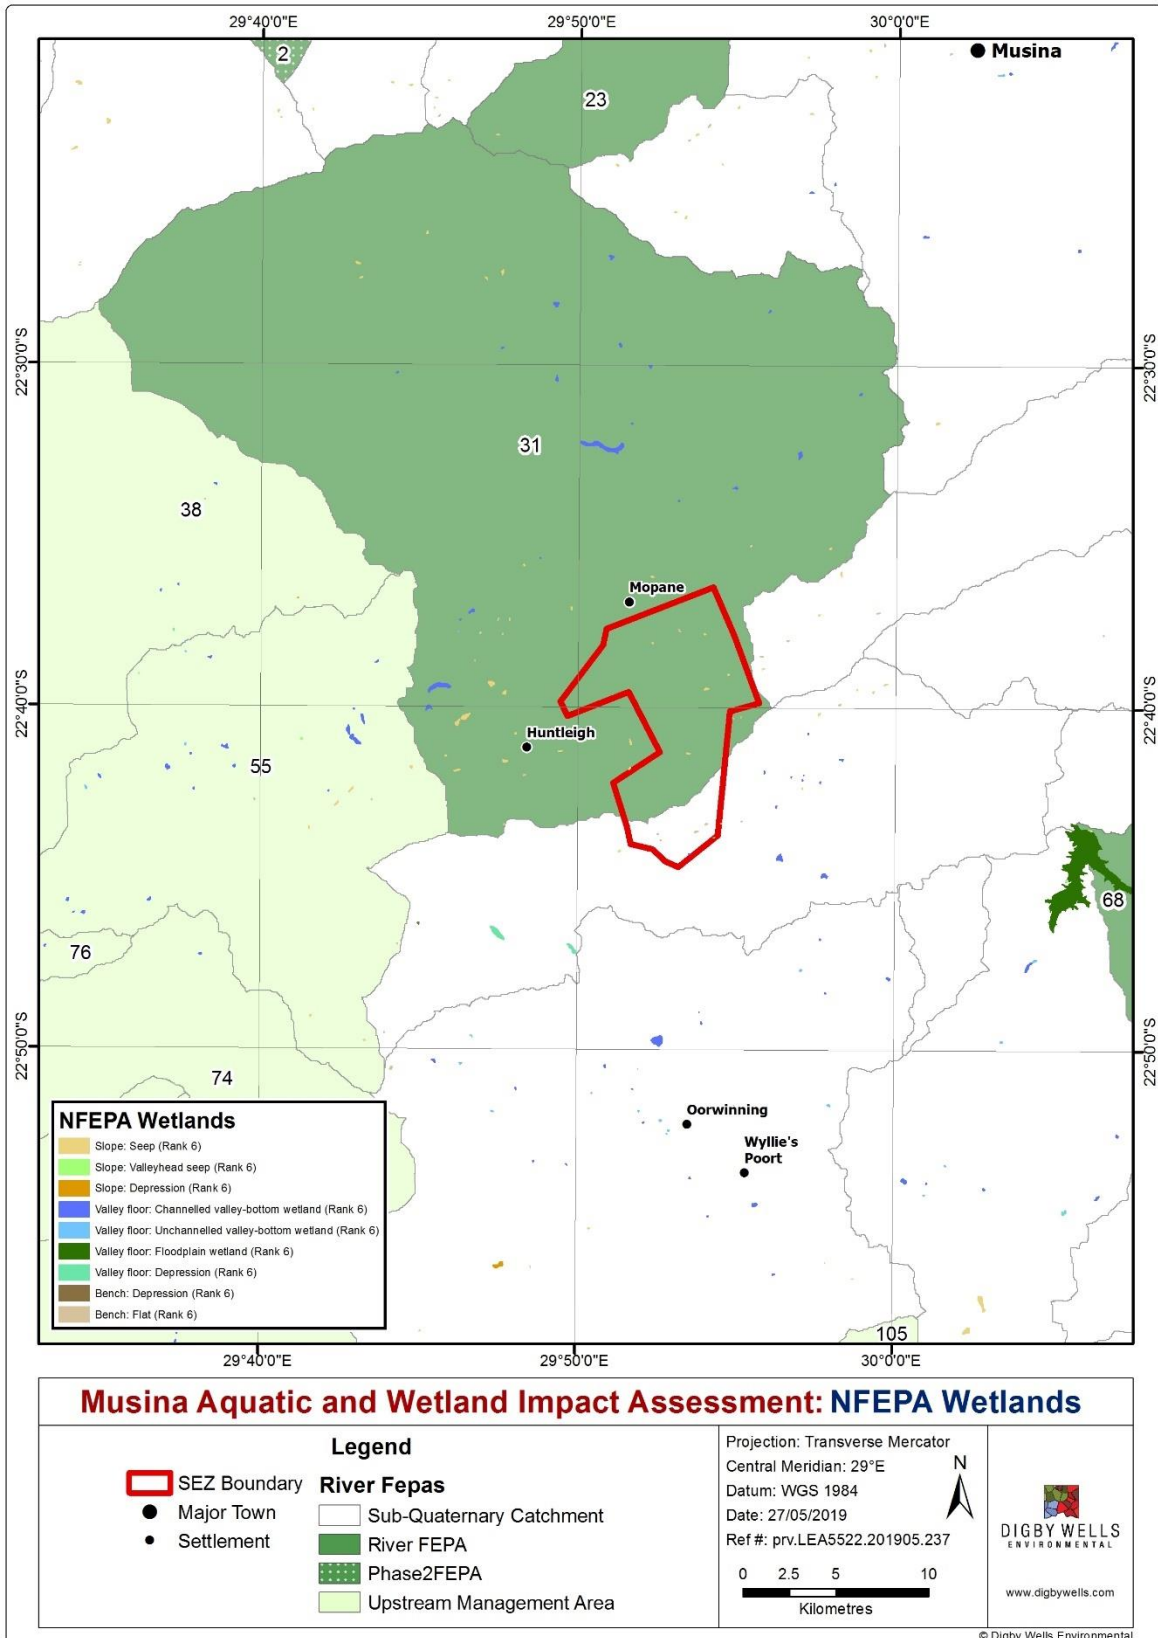 29°40'0"E 29°50'0"E 30°0'0"E
2
Musina
23
22°30'0"S 22°30'0"S
31
38
Mopane
22°40'0"S 22°40'0"S
Huntleigh
55
68
76
22°50'0"S 22°50'0"S
74
Oorwinning
Wyllie's
Poort
105
NFEPA Wetlands
Slope: Seep (Rank 6)
Slope: Valleyhead seep (Rank 6)
Slope: Depression (Rank 6)
Valley floor: Channelled valley-bottom wetland (Rank 6)
Valley floor: Unchannelled valley-bottom wetland (Rank 6)
Valley floor: Floodplain wetland (Rank 6)
Valley floor: Depression (Rank 6)
Bench: Depression (Rank 6)
Bench: Flat (Rank 6)
29°40'0"E 29°50'0"E 30°0'0"E
Musina Aquatic and Wetland Impact Assessment: NFEPA Wetlands
Legend
SEZ Boundary
Major Town
Settlement
River Fepas
Sub-Quaternary Catchment
River FEPA
Phase2FEPA
Upstream Management Area
Projection: Transverse Mercator
Central Meridian: 29°E
Datum: WGS 1984
Date: 27/05/2019
Ref #: prv.LEA5522.201905.237
N
0 2.5 5 10
Kilometres
DIGBY WELLS
ENVIRONMENTAL
www.digbywells.com
© Digby Wells Environmental